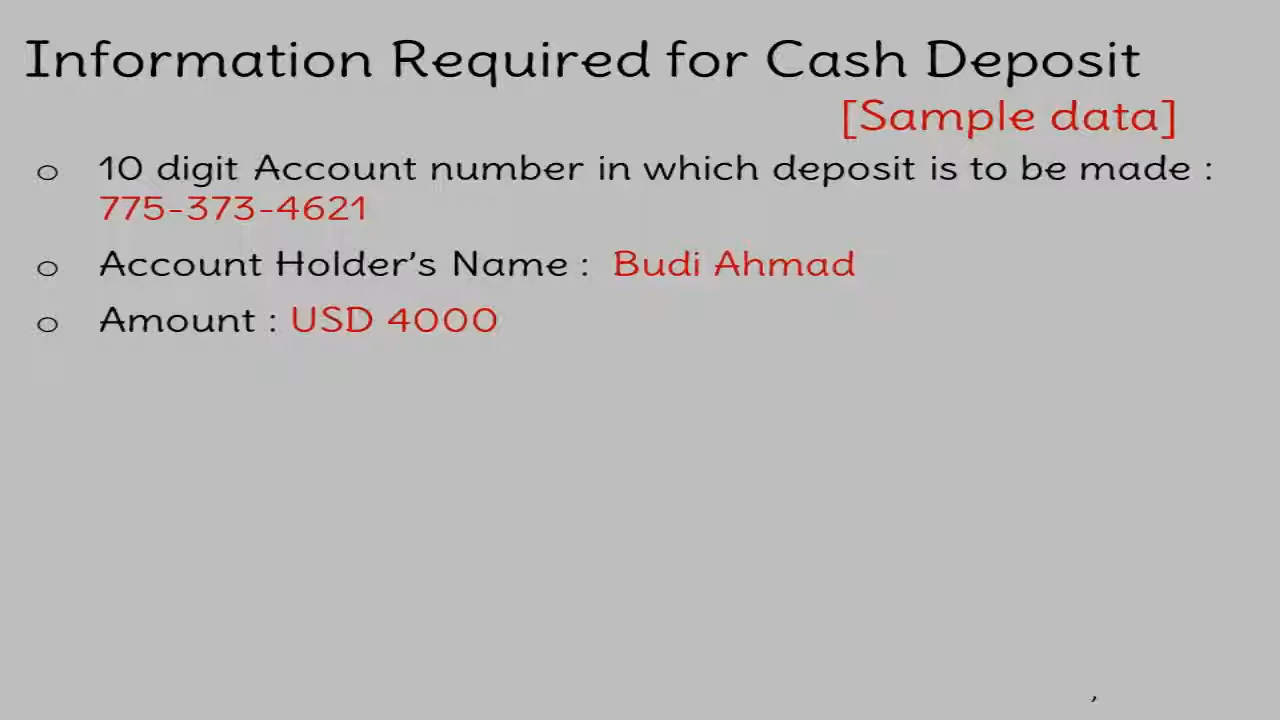 Information Required for Cash Deposit
[Sample data]
o 10 digit Account number in which deposit is to be made :
775-373-4621
o Account Holder's Name : Budi Ahmad
o Amount : USD 4000
,